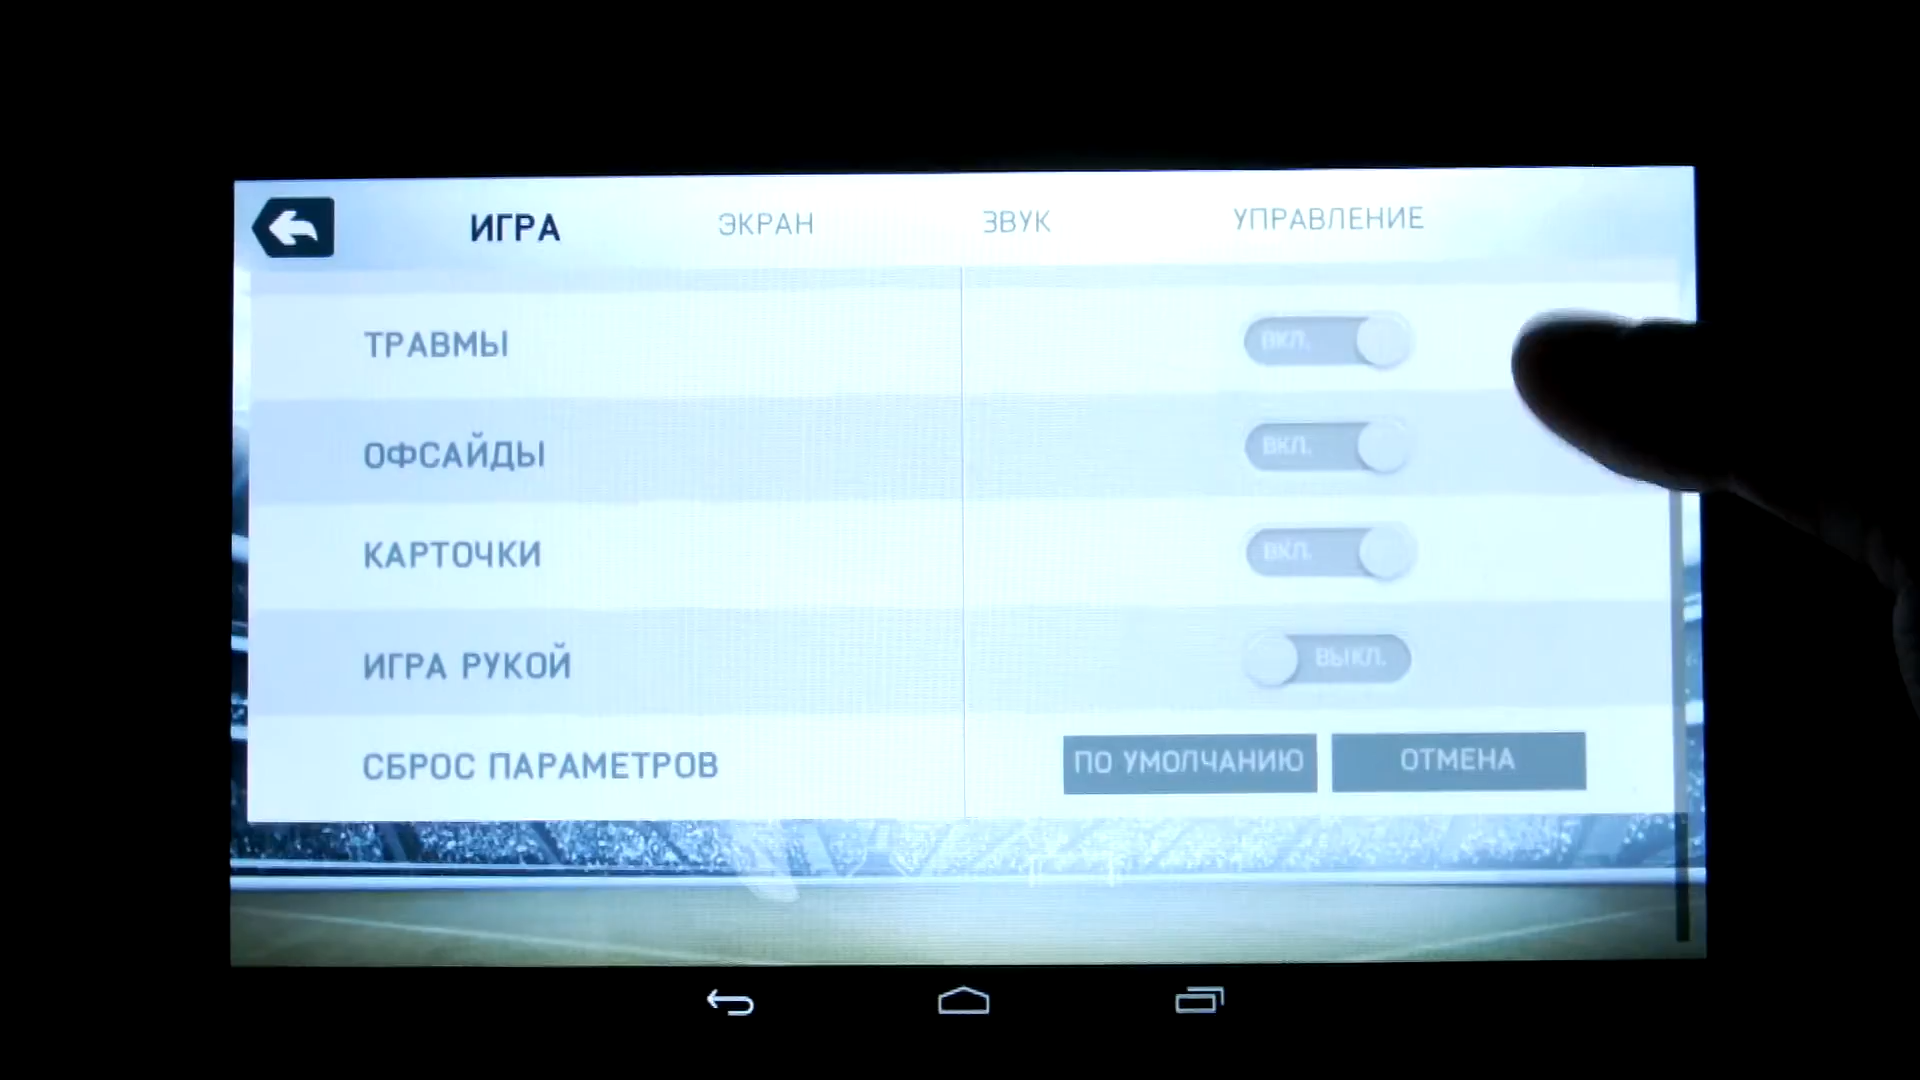 ИГРА ЭКРАН ЗВУК УПРАВЛЕНИЕ
ТРАВМЫ ВКЛ.
ОФСАЙДЫ ВКЛ.
КАРТОЧКИ ВКЛ.
ИГРА РУКОЙ ВЫКЛ.
СБРОС ПАРАМЕТРОВ ПО УМОЛЧАНИЮ ОТМЕНА